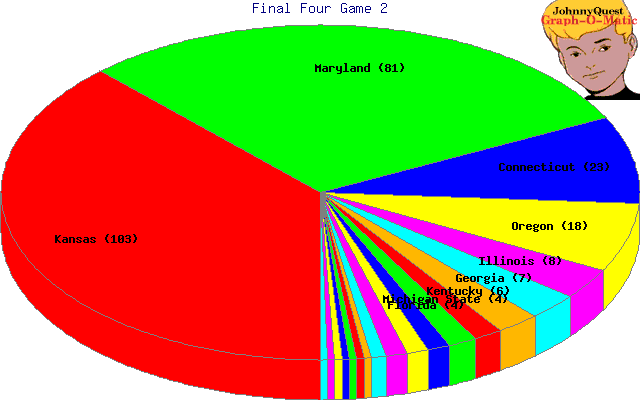 Final Four Game 2
JohnnyQuest
Graph-O-Matic
Maryland (81)
Connecticut (23)
Oregon (18)
Kansas (103)
Illinois (8)
Georgia (7)
Kentucky (6)
Michigan State (4)
Florida (4)